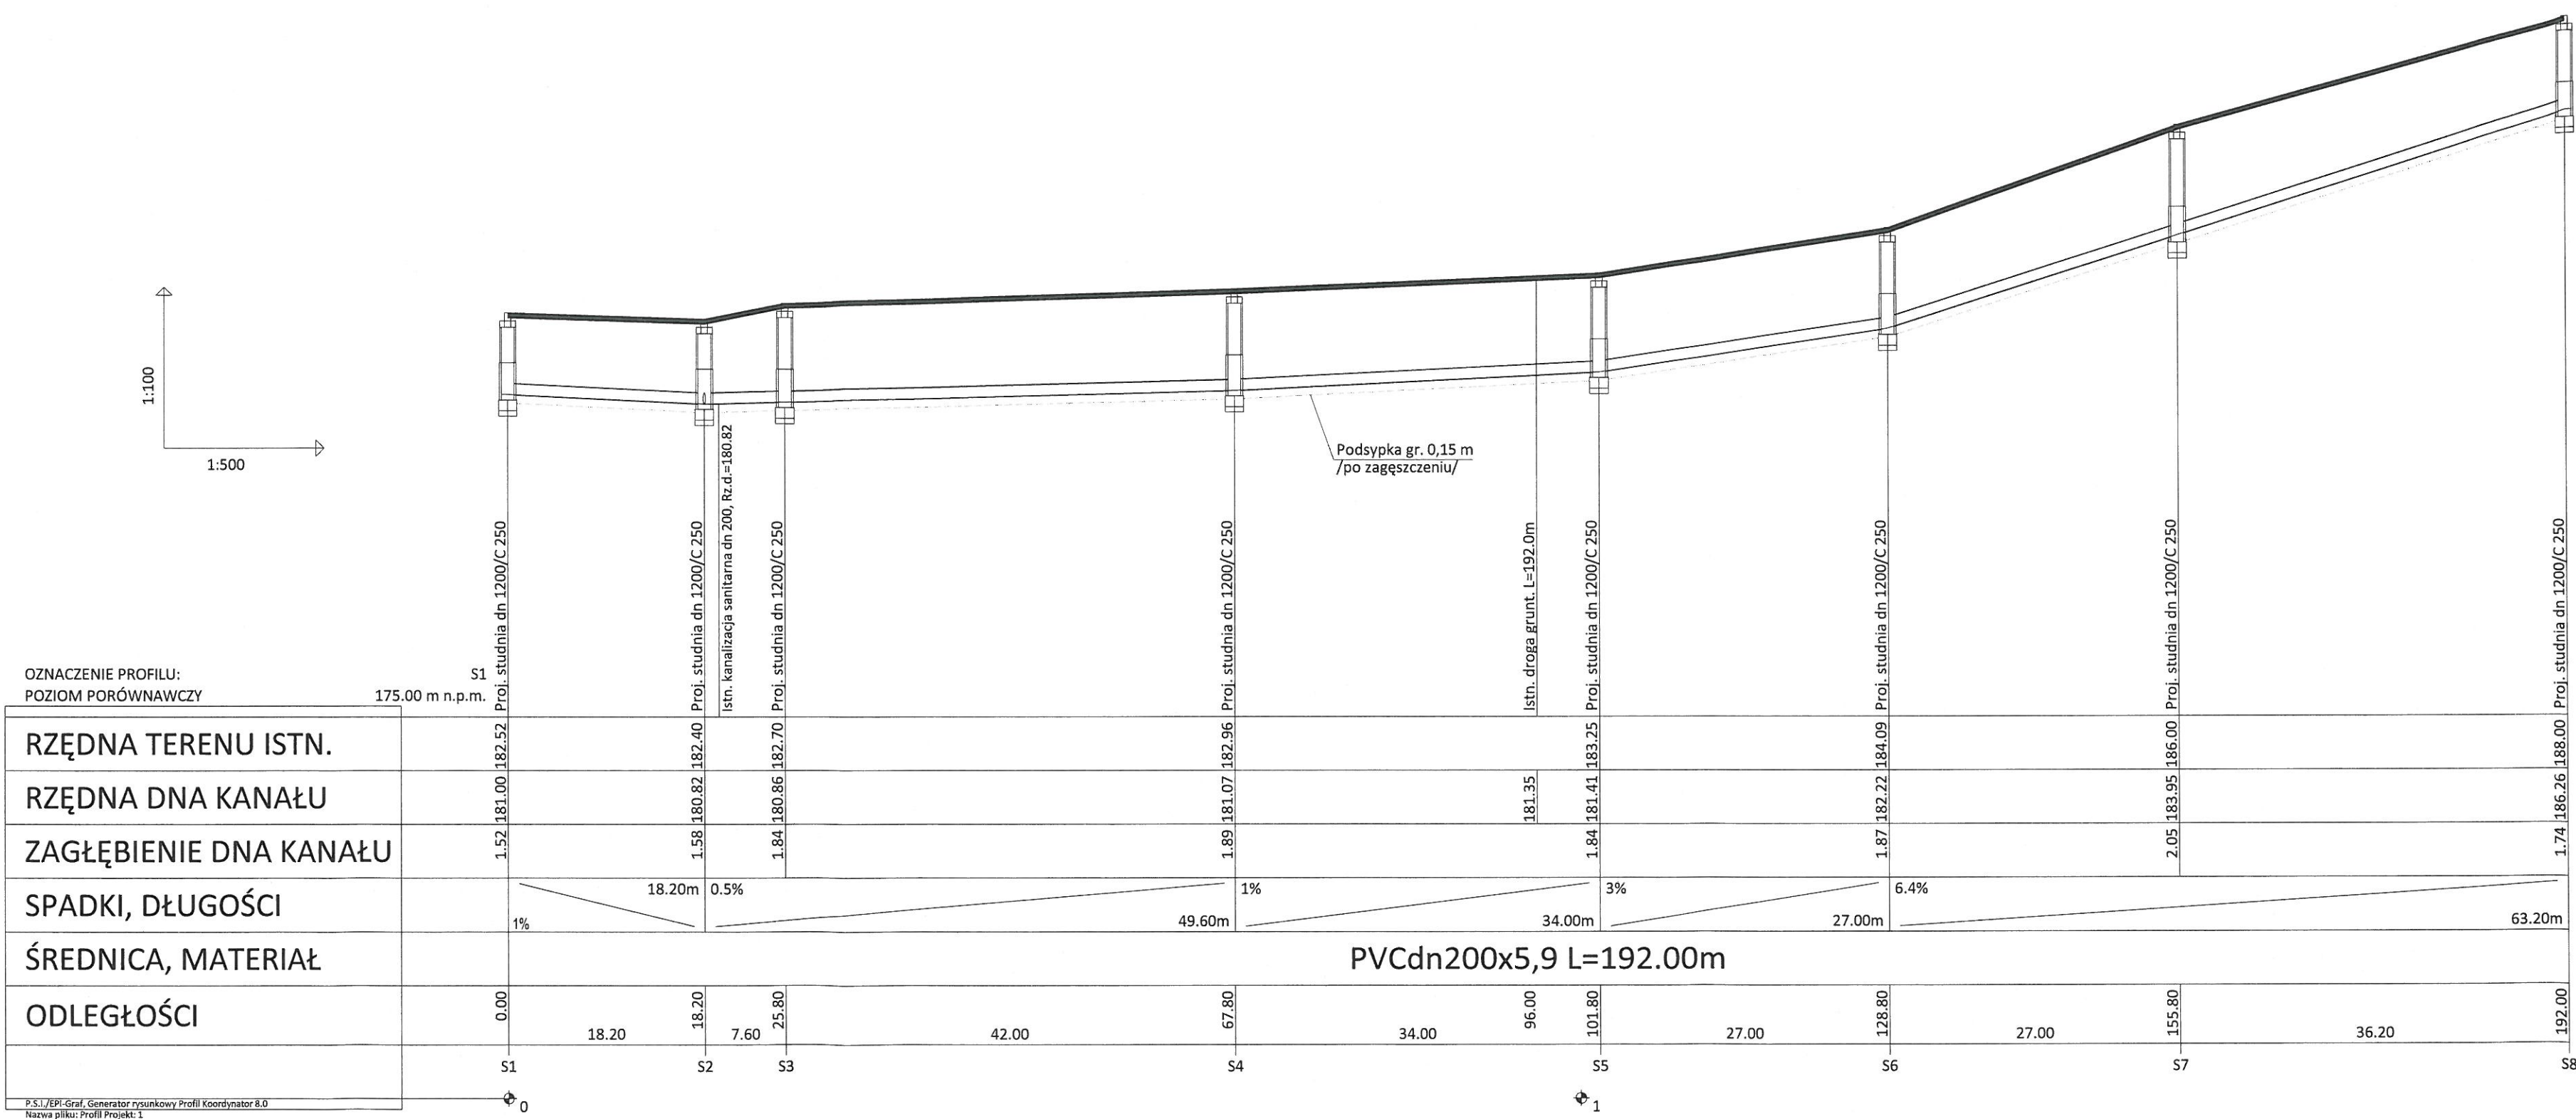 1:100
1:500
Podsypka gr. 0,15 m
/po zagęszczeniu/
Proj. studnia dn 1200/C 250
Proj. studnia dn 1200/C 250
Istn. kanalizacja sanitarna dn 200, Rz.d.=180.82
Proj. studnia dn 1200/C 250
Proj. studnia dn 1200/C 250
Istn. droga grunt. L=192.0m
Proj. studnia dn 1200/C 250
Proj. studnia dn 1200/C 250
Proj. studnia dn 1200/C 250
Proj. studnia dn 1200/C 250
OZNACZENIE PROFILU: S1
POZIOM PORÓWNAWCZY 175.00 m n.p.m.
RZĘDNA TERENU ISTN. 182.52 182.40 182.70 182.96 183.25 184.09 186.00 188.00
RZĘDNA DNA KANAŁU 181.00 180.82 180.86 181.07 181.35 181.41 182.22 183.95 186.26
ZAGŁĘBIENIE DNA KANAŁU 1.52 1.58 1.84 1.89 1.84 1.87 2.05 1.74
18.20m 0.5% 1% 3% 6.4%
SPADKI, DŁUGOŚCI
1% 49.60m 34.00m 27.00m 63.20m
ŚREDNICA, MATERIAŁ PVCdn200x5,9 L=192.00m
ODLEGŁOŚCI 0.00 18.20 25.80 67.80 96.00 101.80 128.80 155.80 192.00
18.20 7.60 42.00 34.00 27.00 27.00 36.20
S1 S2 S3 S4 S5 S6 S7 S8
P.S.I./EPI-Graf, Generator rysunkowy Profil Koordynator 8.0
0 1
Nazwa pliku: Profil Projekt: 1